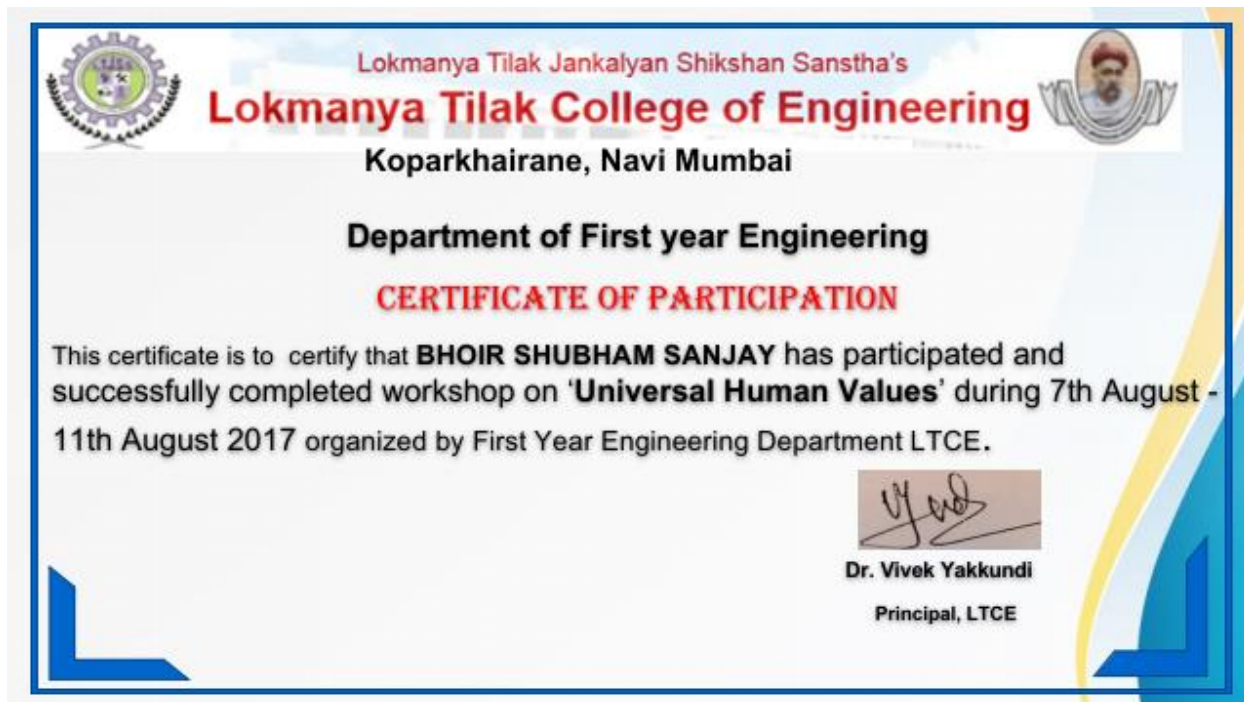 Lokmanya Tilak Jankalyan Shikshan Sanstha's
Lokmanya Tilak College of Engineering
Koparkhairane, Navi Mumbai
Department of First year Engineering
CERTIFICATE OF PARTICIPATION
This certificate is to certify that BHOIR SHUBHAM SANJAY has participated and
successfully completed workshop on ‘Universal Human Values’ during 7th August -
11th August 2017 organized by First Year Engineering Department LTCE.
Dr. Vivek Yakkundi
Principal, LTCE